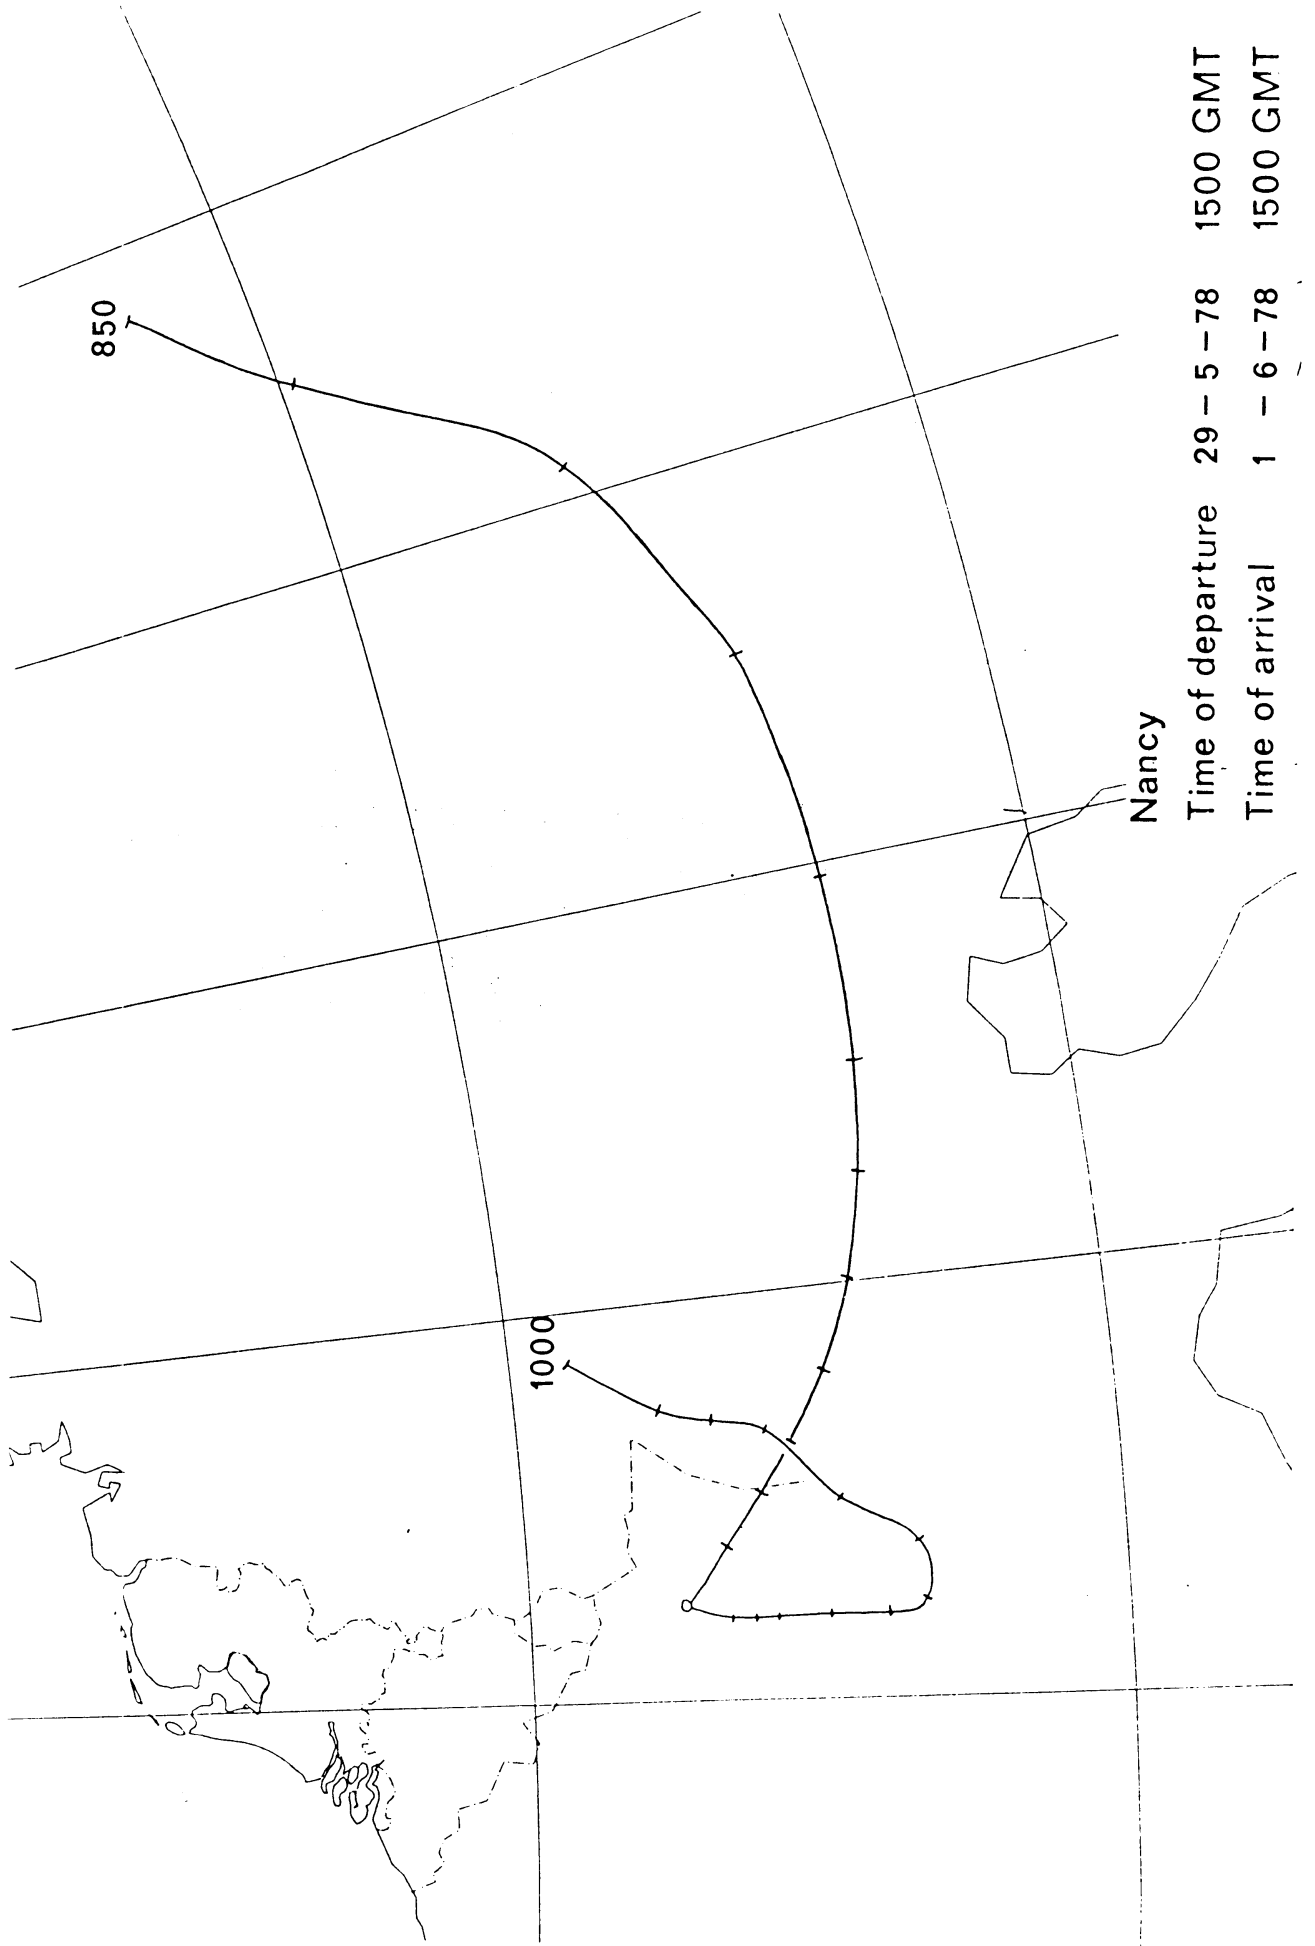 850
1000
Nancy
Time of departure 29 – 5 – 78 1500 GMT
Time of arrival 1 – 6 – 78 1500 GMT